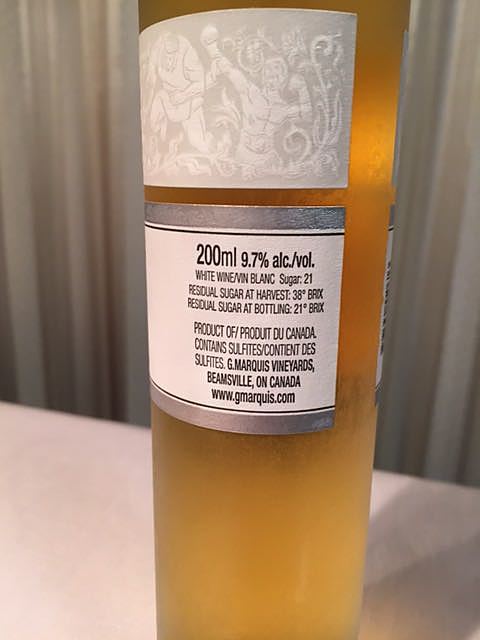 200ml 9.7% alc./vol.
WHITE WINE/VIN BLANC Sugar: 21
RESIDUAL SUGAR AT HARVEST: 38° BRIX
RESIDUAL SUGAR AT BOTTLING: 21° BRIX
PRODUCT OF/ PRODUIT DU CANADA.
CONTAINS SULFITES/CONTIENT DES
SULFITES. G.MARQUIS VINEYARDS,
BEAMSVILLE, ON CANADA
www.gmarquis.com